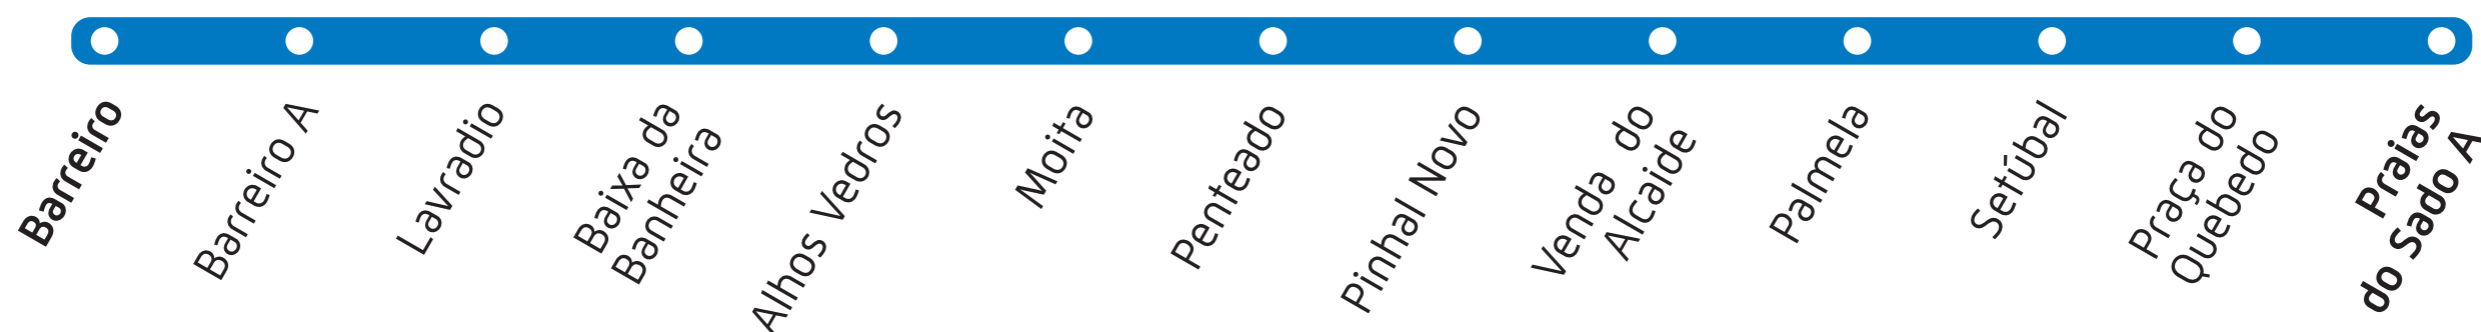 Barreiro
Barreiro A
Lavradio
Baixa da
Banheira
Alhos Vedros
Moita
Penteado
Pinhal Novo
Venda do
Alcaide
Palmela
Setúbal
Praça do
Quebedo
Praias
do Sado A